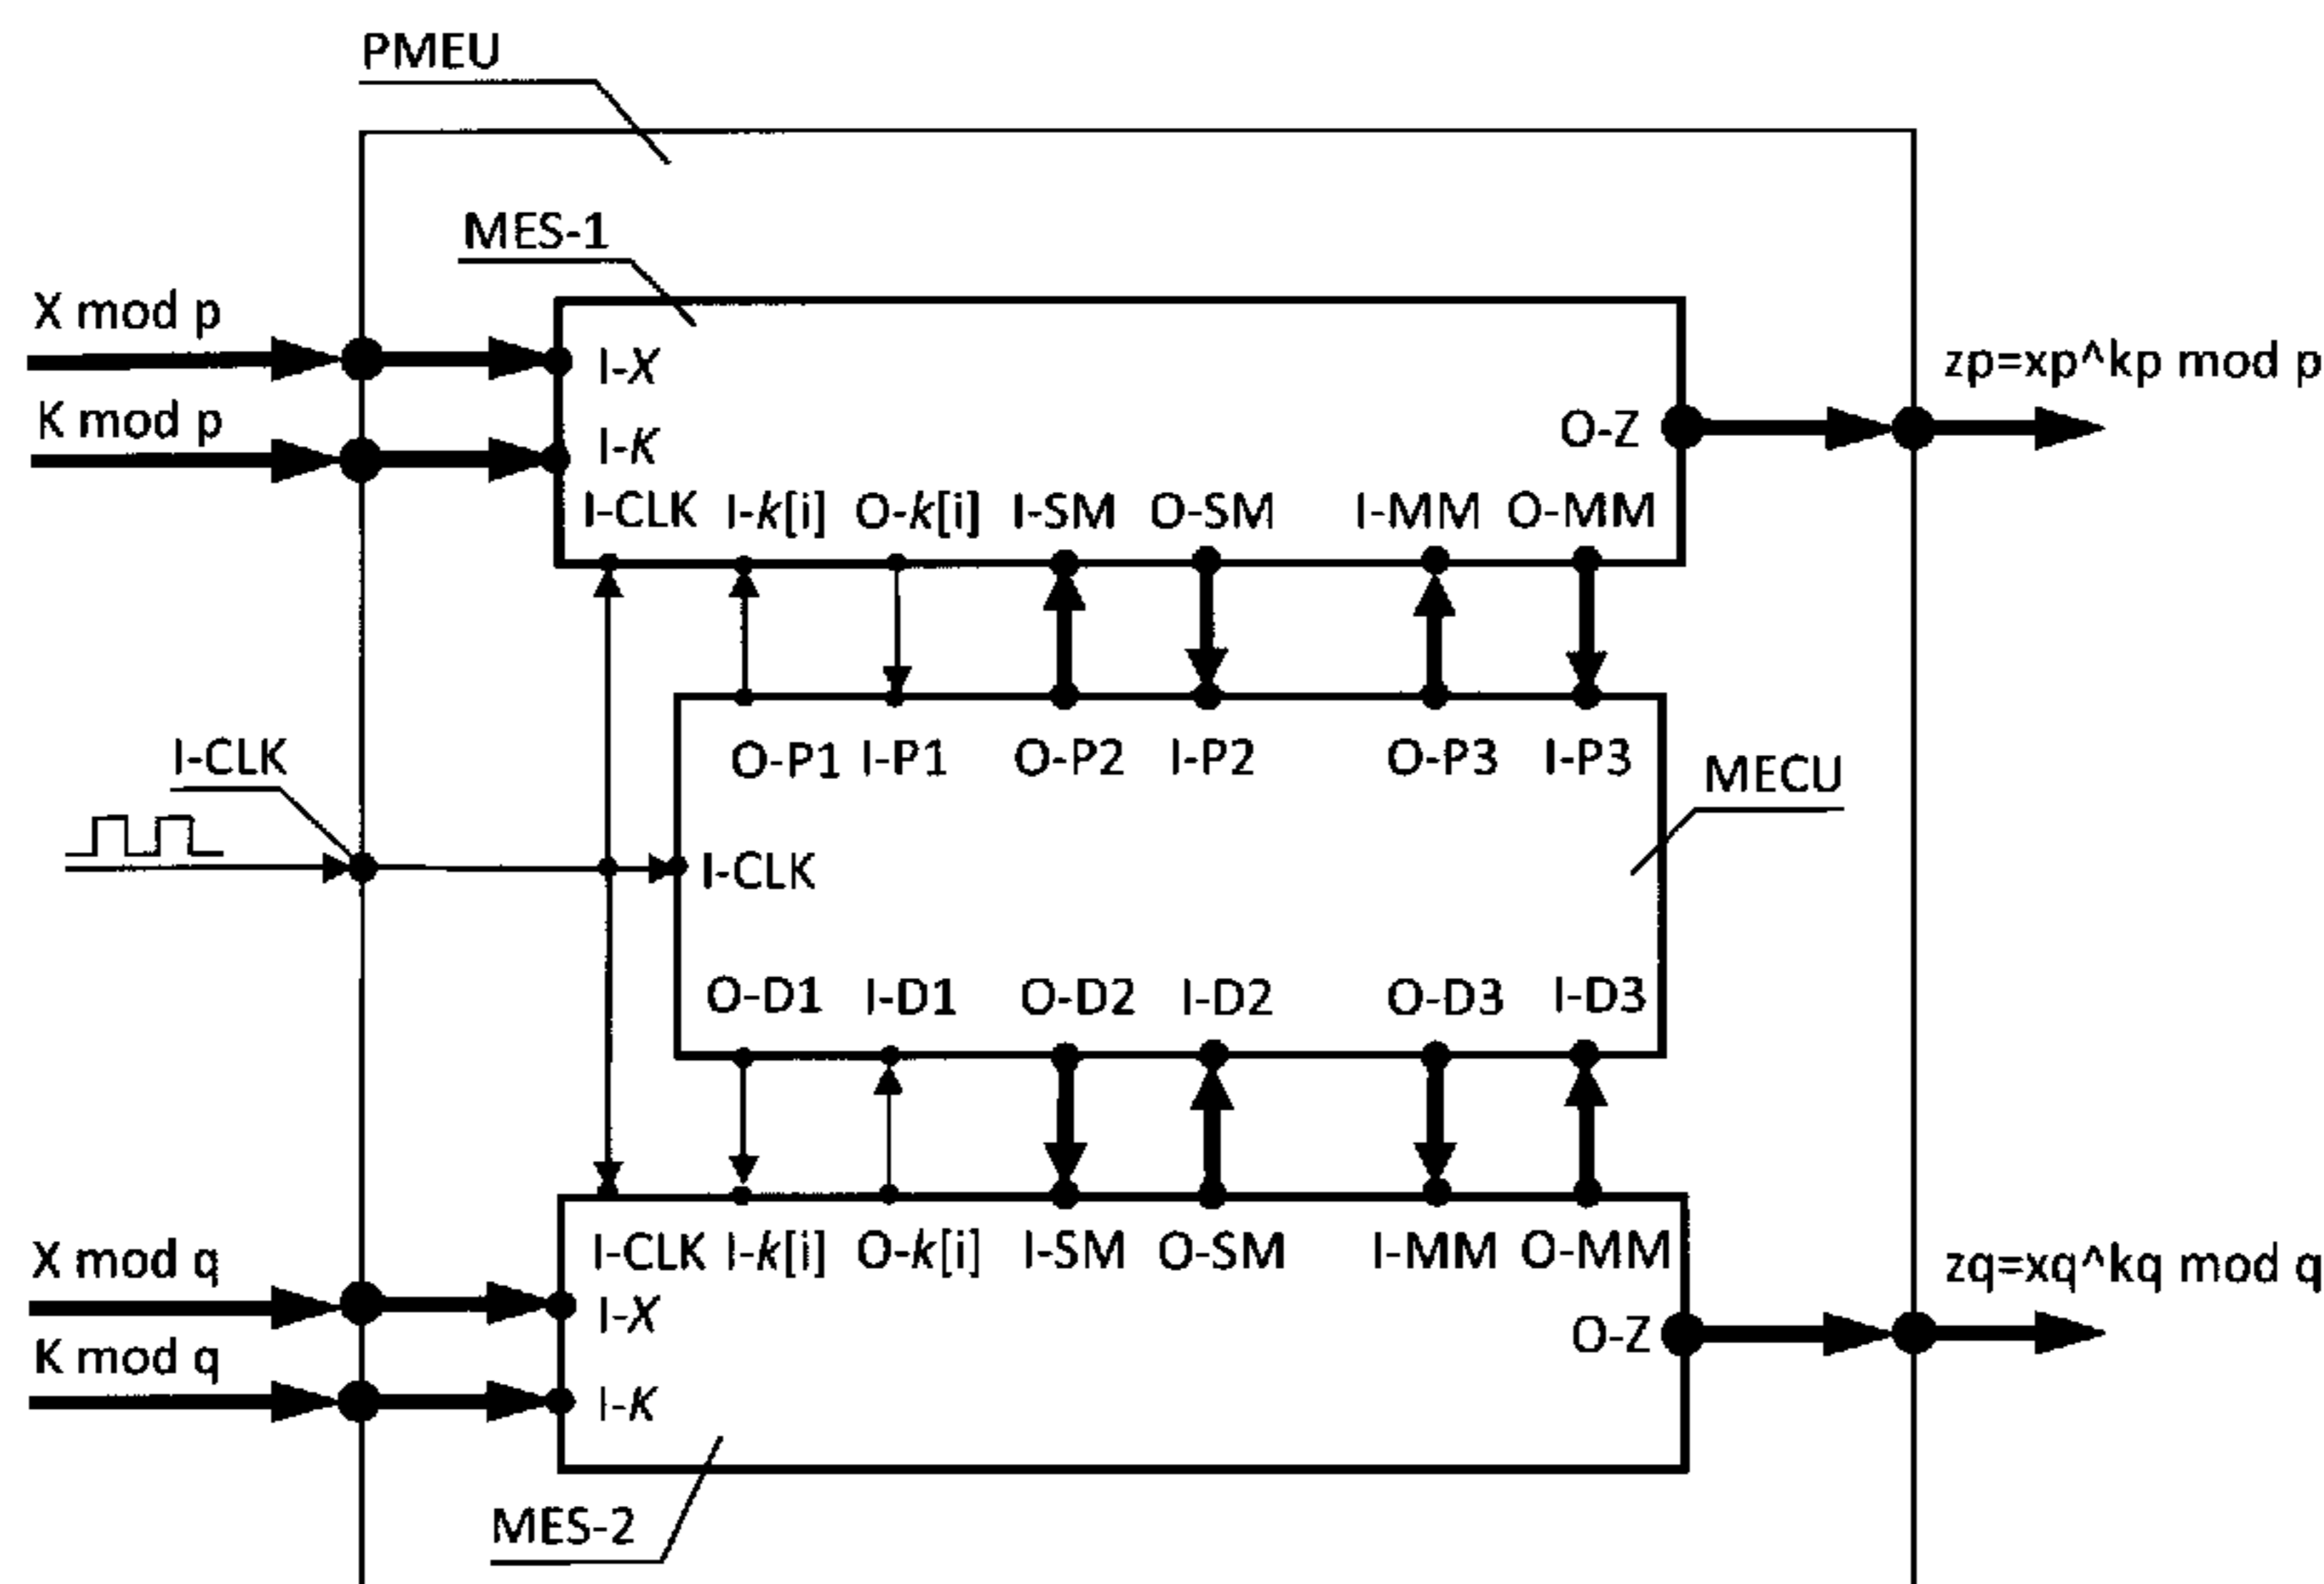 PMEU
MES-1
X mod p
I-X
zp=xp^kp mod p
K mod p
I-K
O-Z
I-CLK I-k[i] O-k[i] I-SM O-SM I-MM O-MM
O-P1 I-P1 O-P2 I-P2 O-P3 I-P3
I-CLK
MECU
I-CLK
O-D1 I-D1 O-D2 I-D2 O-D3 I-D3
I-CLK I-k[i] O-k[i] I-SM O-SM I-MM O-MM
X mod q
I-X
zq=xq^kq mod q
O-Z
K mod q
I-K
MES-2